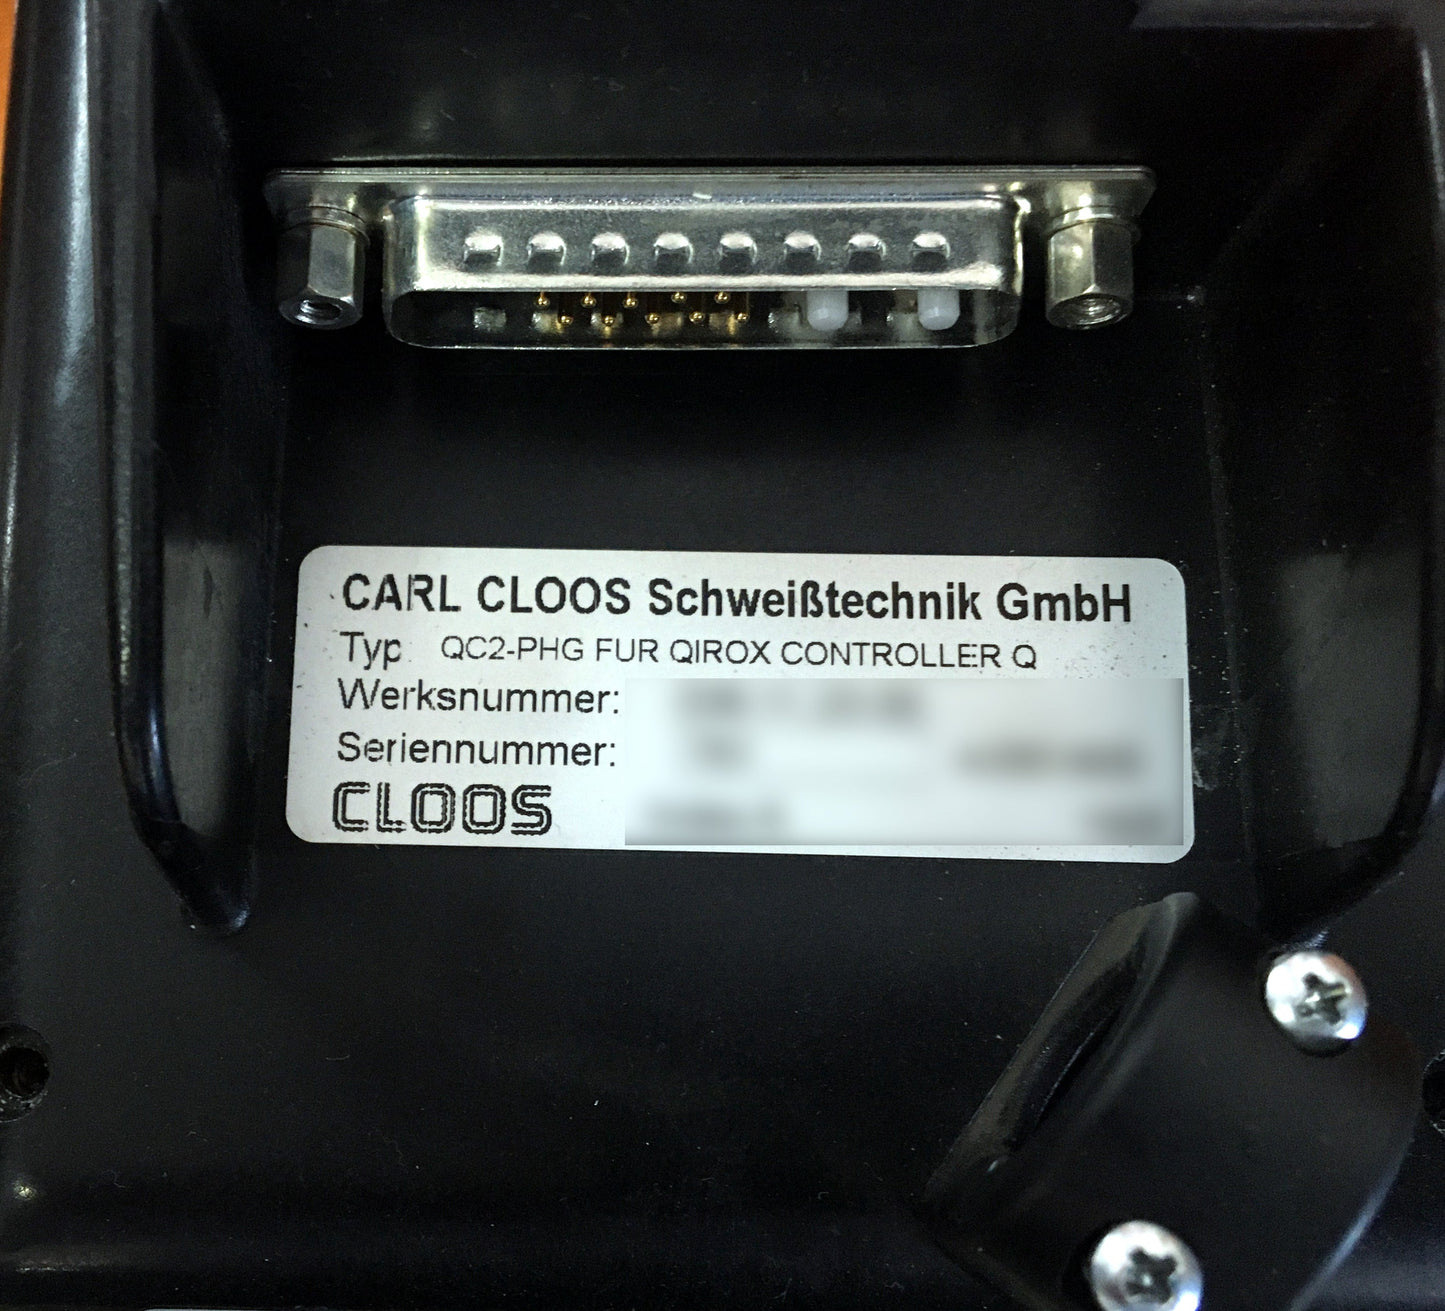 CARL CLOOS Schweißtechnik GmbH
Typ: QC2-PHG FUR QIROX CONTROLLER Q
Werksnummer:
Seriennummer:
CLOOS